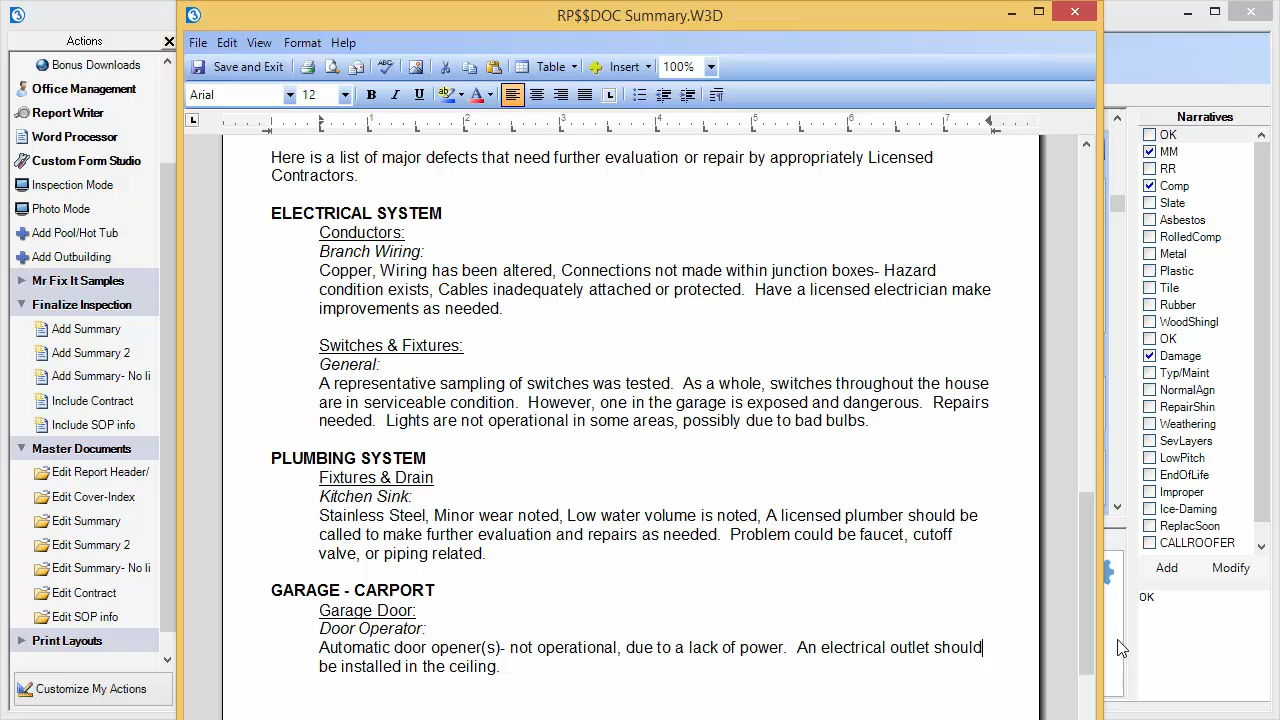 RP$$DOC Summary.W3D
Actions
Bonus Downloads
Office Management
Report Writer
Word Processor
Custom Form Studio
Inspection Mode
Photo Mode
Add Pool/Hot Tub
Add Outbuilding
Mr Fix It Samples
Finalize Inspection
Add Summary
Add Summary 2
Add Summary- No li
Include Contract
Include SOP info
Master Documents
Edit Report Header/
Edit Cover-Index
Edit Summary
Edit Summary 2
Edit Summary- No li
Edit Contract
Edit SOP info
Print Layouts
Customize My Actions
File Edit View Format Help
Save and Exit Table Insert 100%
Arial 12 B I U
1 2 3 4 5 6 7
Here is a list of major defects that need further evaluation or repair by appropriately Licensed
Contractors.
ELECTRICAL SYSTEM
Conductors:
Branch Wiring:
Copper, Wiring has been altered, Connections not made within junction boxes- Hazard
condition exists, Cables inadequately attached or protected. Have a licensed electrician make
improvements as needed.
Switches & Fixtures:
General:
A representative sampling of switches was tested. As a whole, switches throughout the house
are in serviceable condition. However, one in the garage is exposed and dangerous. Repairs
needed. Lights are not operational in some areas, possibly due to bad bulbs.
PLUMBING SYSTEM
Fixtures & Drain
Kitchen Sink:
Stainless Steel, Minor wear noted, Low water volume is noted, A licensed plumber should be
called to make further evaluation and repairs as needed. Problem could be faucet, cutoff
valve, or piping related.
GARAGE - CARPORT
Garage Door:
Door Operator:
Automatic door opener(s)- not operational, due to a lack of power. An electrical outlet should
be installed in the ceiling.
Narratives
OK
MM
RR
Comp
Slate
Asbestos
RolledComp
Metal
Plastic
Tile
Rubber
WoodShingl
OK
Damage
Typ/Maint
NormalAgn
RepairShin
Weathering
SevLayers
LowPitch
EndOfLife
Improper
Ice-Daming
ReplacSoon
CALLROOFER
Add Modify
OK